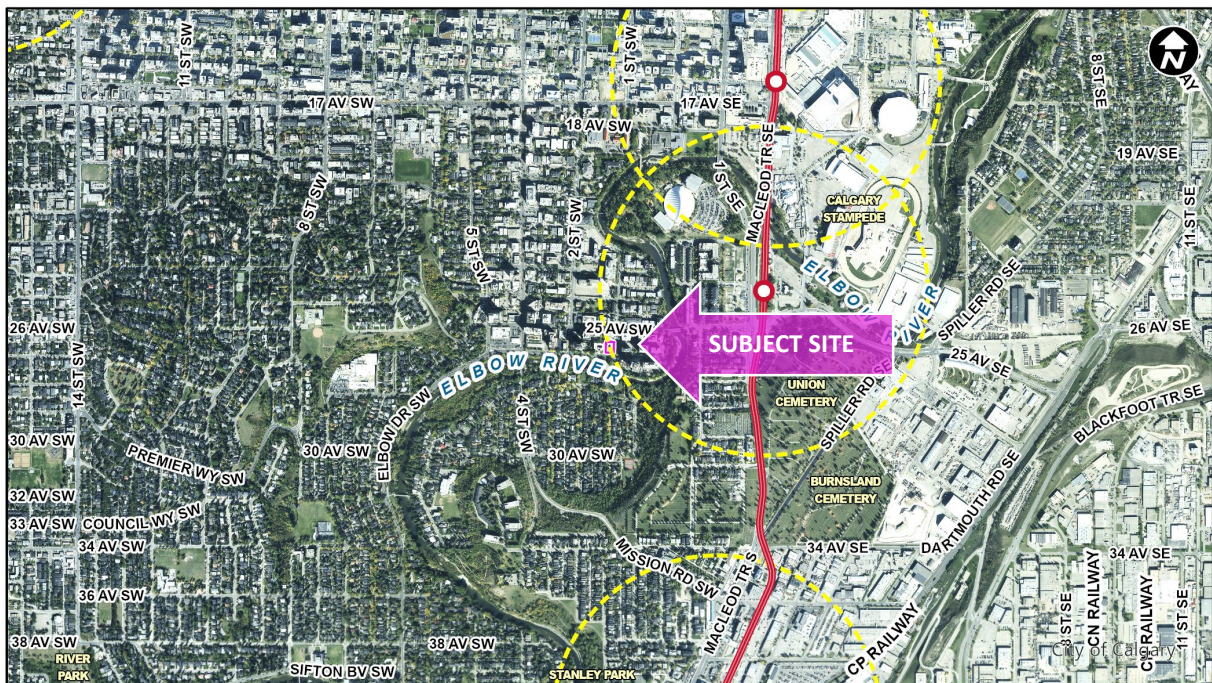 11 ST SW
1 ST SW
8 ST SE
AY
N
17 AV SW
17 AV SE
18 AV SW
19 AV SE
MACLEOD TR SE
1 ST SE
8 ST SW
CALGARY
STAMPEDE
2 ST SW
5 ST SW
11 ST SE
ELBOW RIVER
SPILLER RD SE
26 AV SW
25 AV SW
26 AV SE
SUBJECT SITE
25 AV SE
ELBOW RIVER
14 ST SW
UNION
CEMETERY
ELBOW DR SW
4 ST SW
SPILLER RD SE
BLACKFOOT TR SE
30 AV SW
30 AV SW
30 AV SW
PREMIER WY SW
BURNSLAND
CEMETERY
32 AV SW
33 AV SW
COUNCIL WY SW
DARTMOUTH RD SE
34 AV SW
MISSION RD SW
34 AV SE
34 AV SE
MACLEOD TR S
36 AV SW
CP RAILWAY
8 ST SE
CN RAILWAY
CP RAILWAY
11 ST SE
38 AV SW
38 AV SW
RIVER
PARK
SIFTON BV SW
STANLEY PARK
City of Calgary